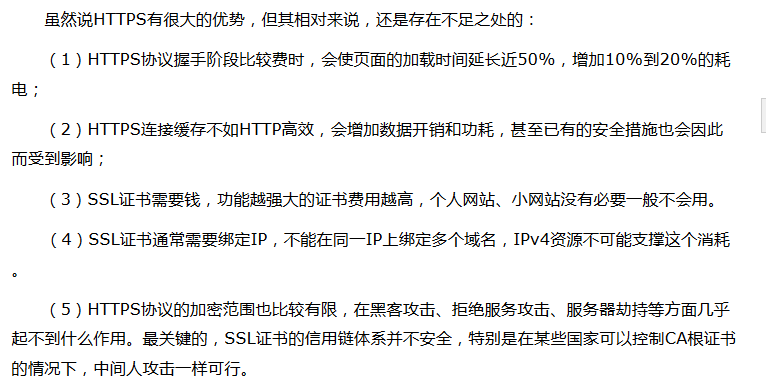 虽然说HTTPS有很大的优势，但其相对来说，还是存在不足之处的：
（1）HTTPS协议握手阶段比较费时，会使页面的加载时间延长近50%，增加10%到20%的耗
电；
（2）HTTPS连接缓存不如HTTP高效，会增加数据开销和功耗，甚至已有的安全措施也会因此
而受到影响；
（3）SSL证书需要钱，功能越强大的证书费用越高，个人网站、小网站没有必要一般不会用。
（4）SSL证书通常需要绑定IP，不能在同一IP上绑定多个域名，IPv4资源不可能支撑这个消耗
。
（5）HTTPS协议的加密范围也比较有限，在黑客攻击、拒绝服务攻击、服务器劫持等方面几乎
起不到什么作用。最关键的，SSL证书的信用链体系并不安全，特别是在某些国家可以控制CA根证书
的情况下，中间人攻击一样可行。